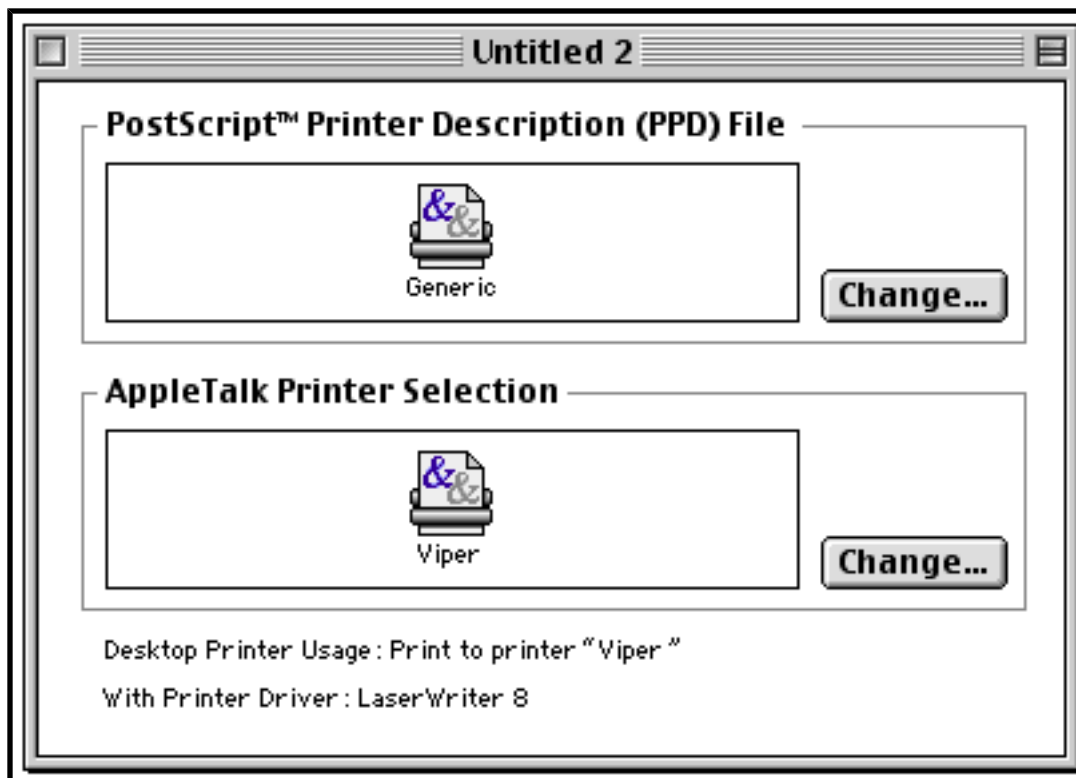 Untitled 2
PostScript™ Printer Description (PPD) File
&&
Generic
Change...
AppleTalk Printer Selection
&&
Viper
Change...
Desktop Printer Usage: Print to printer “Viper”
With Printer Driver: LaserWriter 8